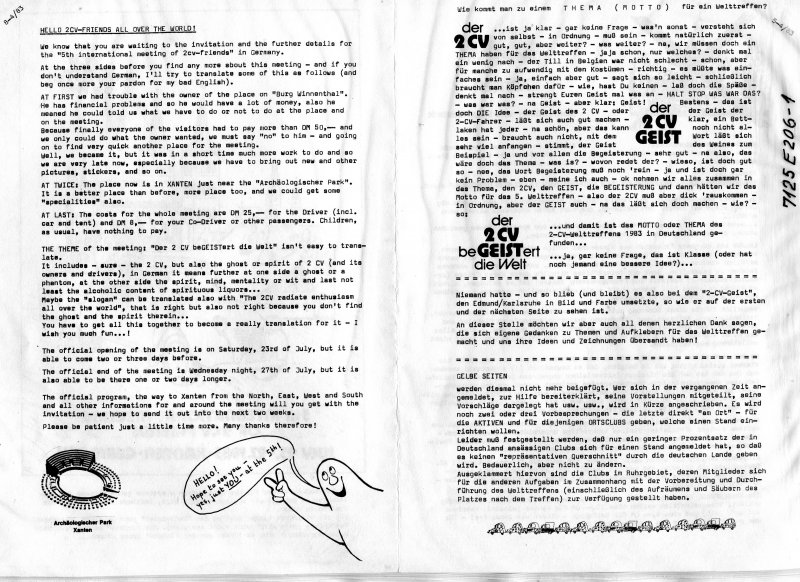 D-4/83
HELLO 2CV-FRIENDS ALL OVER THE WORLD!
We know that you are waiting to the invitation and the further details for
the "5th international meeting of 2cv-friends" in Germany.
At the three sides before you find any more about this meeting - and if you
don't understand German, I'll try to translate some of this as follows (and
beg once more your pardon for my bad English).
AT FIRST we had trouble with the owner of the place on "Burg Winnenthal".
He has financial problems and so he would have a lot of money, also he
meaned he could told us what we have to do or not to do at the place and
on the meeting.
Because finally everyone of the visitors had to pay more than DM 50,-- and
we only could do what the owner wanted, we must say "no" to him - and going
on to find very quick another place for the meeting.
Well, we became it, but it was in a short time much more work to do and so
we are very late now, especially because we have to bring out new and other
pictures, stickers, and so on.
AT TWICE: The place now is in XANTEN just near the "Archäologischer Park".
It is a better place than before, more place too, and we could get some
"specialities" also.
AT LAST: The costs for the whole meeting are DM 25,-- for the Driver (incl.
car and tent) and DM 8,-- for your Co-Driver or other passengers. Children,
as usual, have nothing to pay.
THE THEME of the meeting: "Der 2 CV beGEISTert die Welt" isn't easy to trans-
late.
It includes - sure - the 2 CV, but also the ghost or spirit of 2 CV (and its
owners and drivers), in German it means further at one side a ghost or a
phantom, at the other side the spirit, mind, mentality or wit and last not
least the alcoholic content of spirituous liquors...
Maybe the "slogan" can be translated also with "The 2CV radiate enthusiasm
all over the world", that is right but also not right because you don't find
the ghost and the spirit therein...
You have to get all this together to become a really translation for it - I
wish you much fun...!
The official opening of the meeting is on Saturday, 23rd of July, but it is
able to come two or three days before.
The official end of the meeting is Wednesday night, 27th of July, but it is
also able to be there one or two days longer.
The official program, the way to Xanten from the North, East, West and South
and all other informations for and around the meeting you will get with the
invitation - we hope to send it out into the next two weeks.
Please be patient just a little time more. Many thanks therefore!
HELLO!
Hope to see you
yes, just YOU - at the 5th!
Archäologischer Park
Xanten
Wie kommt man zu einem THEMA (MOTTO) für ein Welttreffen?
D-4/83
7125 E 206-1
der
2 CV
...ist ja klar - gar keine Frage - was'n sonst - versteht sich
von selbst - in Ordnung - muß sein - kommt natürlich zuerst -
gut, gut, aber weiter? - was weiter? - na, wir müssen doch ein
THEMA haben für das Welttreffen - jaja schon, nur welches? - denkt mal
ein wenig nach - der Till in Belgien war nicht schlecht - schon, aber
für manche zu aufwendig mit den Kostümen - richtig - es müßte was ein-
faches sein - ja, einfach aber gut - sagt sich so leicht - schließlich
braucht man Köpfchen dafür - wie, hast Du keinen - laß doch die Späße -
denkt mal nach - strengt Euren Geist mal was an - HALT STOP WAS WAR DAS?
- was war was? - na Geist - aber klar: Geist!
der
2 CV
GEIST
Bestens - das ist
doch DIE Idee - der Geist des 2 CV - oder
2-CV-Fahrer - läßt sich auch gut machen -
laken hat jeder - na schön, aber das kann
les sein - braucht auch nicht, mit dem
sehr viel anfangen - stimmt, der Geist
der Geist der
klar, ein Bett-
noch nicht al-
Wort läßt sich
des Weines zum
Beispiel - ja und vor allem die Begeisterung - sehr gut - na also, das
wäre doch das Thema - was is? - wovon redet der? - wieso, ist doch gut
so - nee, das Wort Begeisterung muß noch 'rein - ja und ist doch gar
kein Problem - eben - meine ich auch - ok nehmen wir alles zusammen in
das Thema, den 2CV, den GEIST, die BEGEISTERUNG und dann hätten wir das
Motto für das 5. Welttreffen - also der 2CV muß aber dick 'rauskommen -
in Ordnung, aber der GEIST auch - na das läßt sich doch machen - wie? -
so:
der
2 CV
beGEISTert
die Welt
...und damit ist das MOTTO oder THEMA des
2-CV-Welttreffens 1983 in Deutschland ge-
funden...
...ja, gar keine Frage, das ist Klasse (oder hat
noch jemand eine bessere Idee?)...
Niemand hatte - und so blieb (und bleibt) es also bei dem "2-CV-Geist",
den Edmund/Karlsruhe in Bild und Farbe umsetzte, so wie er auf der ersten
und der nächsten Seite zu sehen ist.
An dieser Stelle möchten wir aber auch all denen herzlichen Dank sagen,
die sich eigene Gedanken zu Themen und Aufklebern für das Welttreffen ge-
macht und uns ihre Ideen und Zeichnungen übersandt haben!
GELBE SEITEN
werden diesmal nicht mehr beigefügt. Wer sich in der vergangenen Zeit an-
gemeldet, zur Hilfe bereiterklärt, seine Vorstellungen mitgeteilt, seine
Vorschläge dargelegt hat usw. usw., wird in Kürze angeschrieben. Es wird
noch zwei oder drei Vorbesprechungen - die letzte direkt "am Ort" - für
die AKTIVEN und für diejenigen ORTSCLUBS geben, welche einen Stand ein-
richten wollen.
Leider muß festgestellt werden, daß nur ein geringer Prozentsatz der in
Deutschland ansässigen Clubs sich für einen Stand angemeldet hat, so daß
es keinen "repräsentativen Querschnitt" durch die deutschen Lande geben
wird. Bedauerlich, aber nicht zu ändern.
Ausgeklammert hiervon sind die Clubs im Ruhrgebiet, deren Mitglieder sich
für die anderen Aufgaben im Zusammenhang mit der Vorbereitung und Durch-
führung des Welttreffens (einschließlich des Aufräumens und Säubern des
Platzes nach dem Treffen) zur Verfügung gestellt haben.